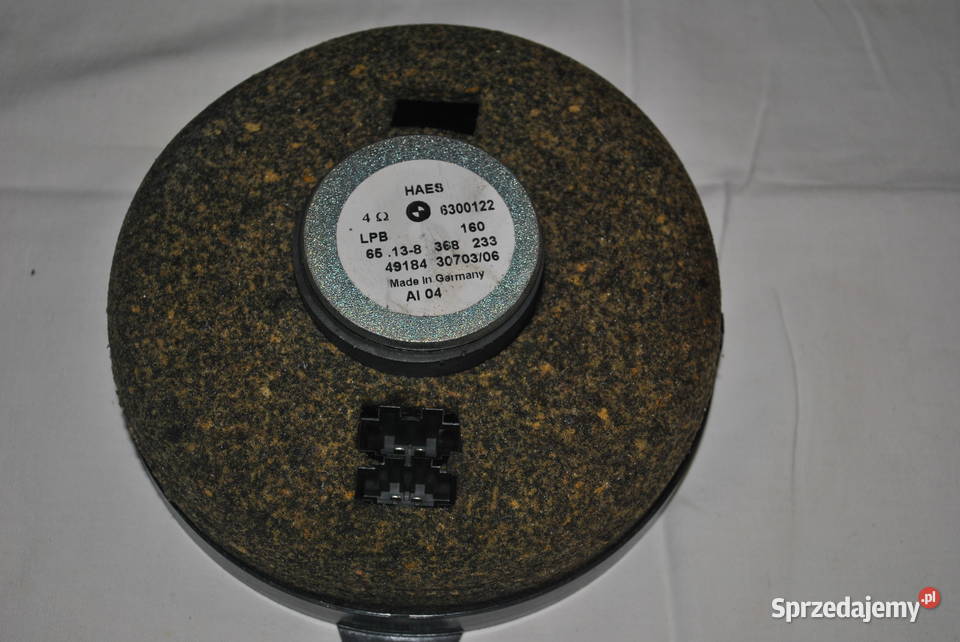 HAES
4 Ω 6300122
LPB 160
65 .13-8 368 233
49184 30703/06
Made in Germany
AI 04
Sprzedajemy.pl